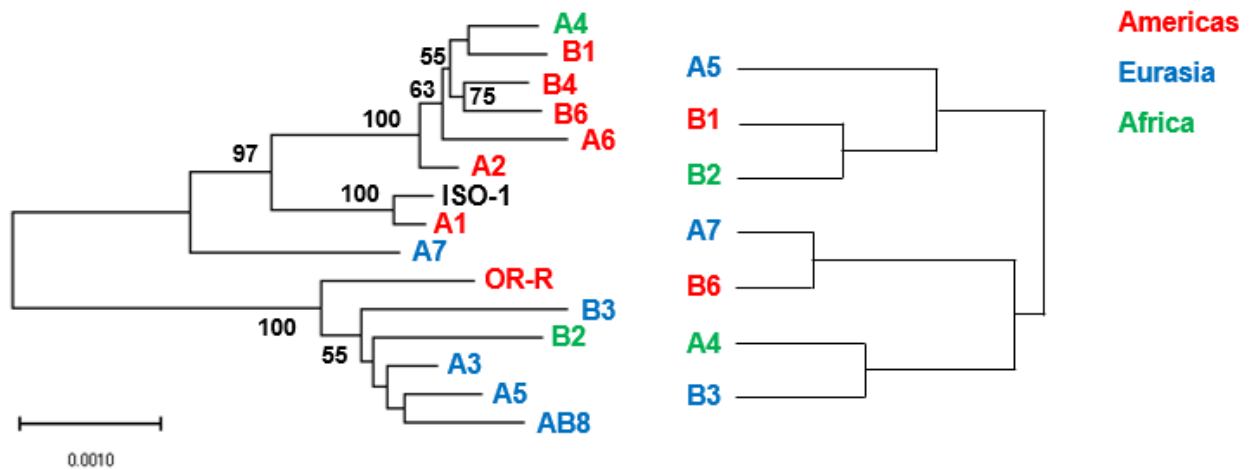 A4
B1
55
B4
63
75
B6
100
A6
97
A2
100
ISO-1
A1
A7
OR-R
B3
100
B2
55
A3
A5
AB8
0.0010
A5
B1
B2
A7
B6
A4
B3
Americas
Eurasia
Africa